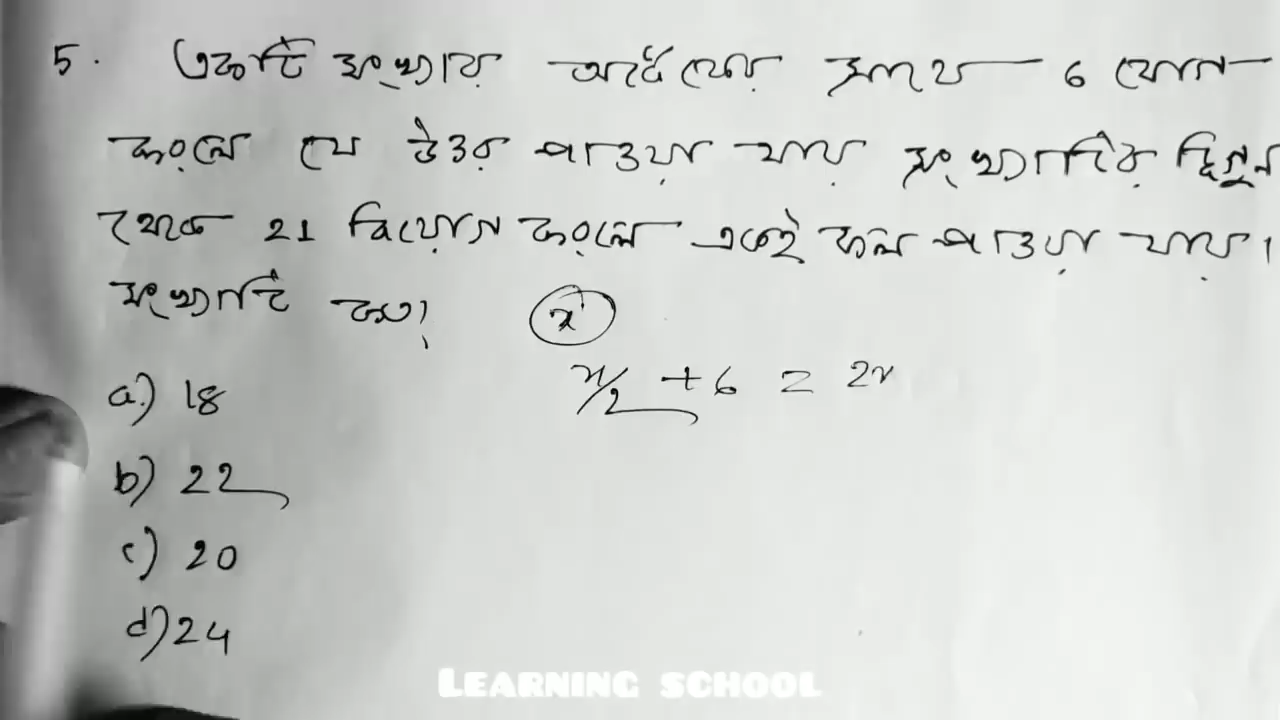 5. একটি সংখ্যার অর্ধেকের সাথে 6 যোগ
করলে যে উত্তর পাওয়া যায় সংখ্যাটির দ্বিগুন
থেকে 21 বিয়োগ করলে একই ফল পাওয়া যায়।
সংখ্যাটি কত? x
x/2 + 6 = 2x
a) 18
b) 22
c) 20
d) 24
LEARNING SCHOOL